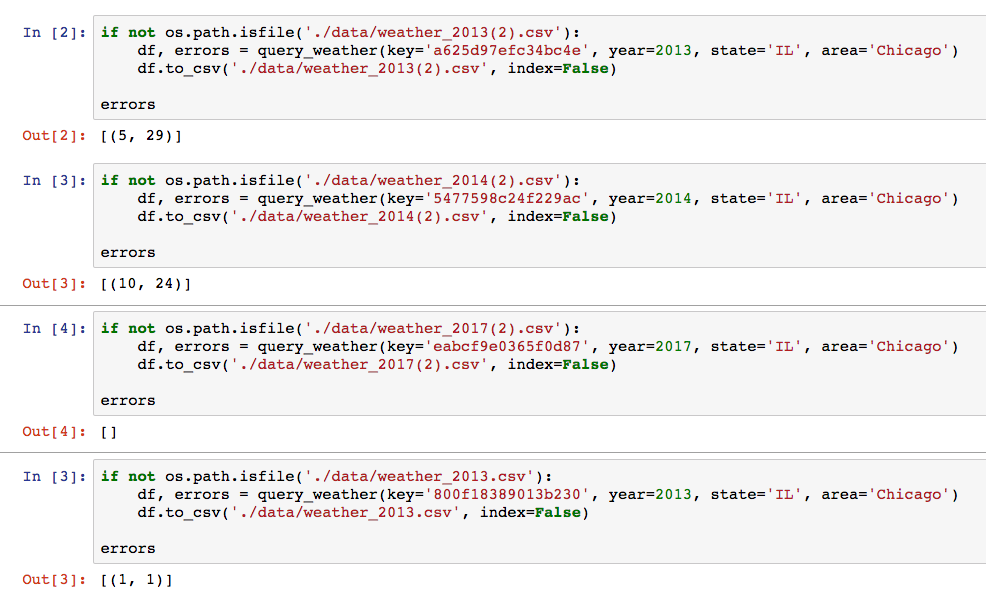 In [2]: if not os.path.isfile('./data/weather_2013(2).csv'):
df, errors = query_weather(key='a625d97efc34bc4e', year=2013, state='IL', area='Chicago')
df.to_csv('./data/weather_2013(2).csv', index=False)
errors
Out[2]: [(5, 29)]
In [3]: if not os.path.isfile('./data/weather_2014(2).csv'):
df, errors = query_weather(key='5477598c24f229ac', year=2014, state='IL', area='Chicago')
df.to_csv('./data/weather_2014(2).csv', index=False)
errors
Out[3]: [(10, 24)]
In [4]: if not os.path.isfile('./data/weather_2017(2).csv'):
df, errors = query_weather(key='eabcf9e0365f0d87', year=2017, state='IL', area='Chicago')
df.to_csv('./data/weather_2017(2).csv', index=False)
errors
Out[4]: []
In [3]: if not os.path.isfile('./data/weather_2013.csv'):
df, errors = query_weather(key='800f18389013b230', year=2013, state='IL', area='Chicago')
df.to_csv('./data/weather_2013.csv', index=False)
errors
Out[3]: [(1, 1)]